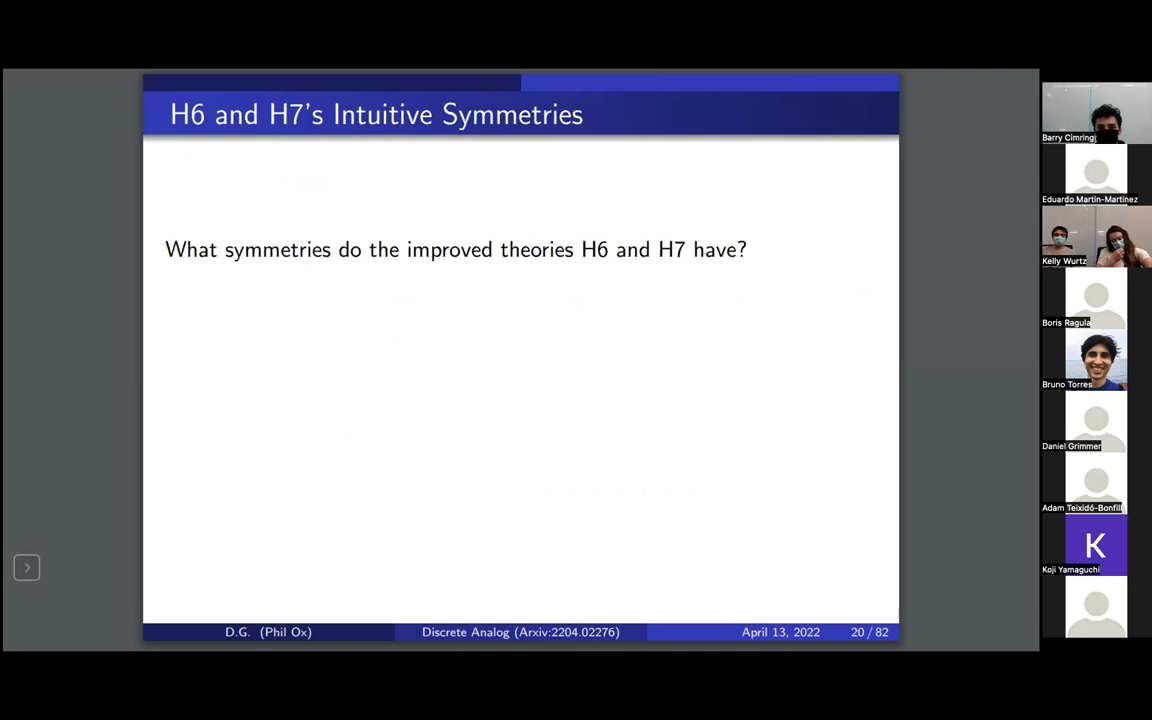 H6 and H7's Intuitive Symmetries
What symmetries do the improved theories H6 and H7 have?
D.G. (Phil Ox)
Discrete Analog (Arxiv:2204.02276)
April 13, 2022
20 / 82
Barry Cimring
Eduardo Martin-Martinez
Kelly Wurtz
Boris Ragula
Bruno Torres
Daniel Grimmer
Adam Teixidó-Bonfill
K
Koji Yamaguchi